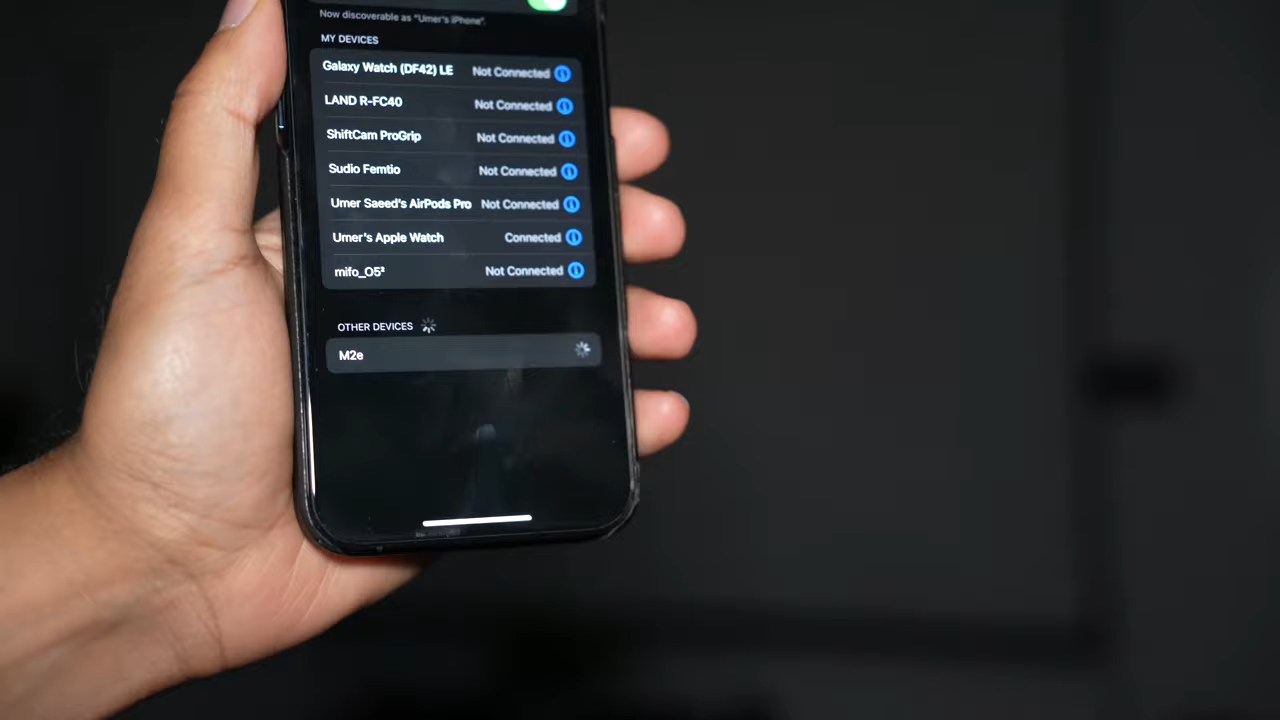 Now discoverable as "Umer's iPhone".
MY DEVICES
Galaxy Watch (DF42) LE Not Connected
LAND R-FC40 Not Connected
ShiftCam ProGrip Not Connected
Sudio Femtio Not Connected
Umer Saeed's AirPods Pro Not Connected
Umer's Apple Watch Connected
mifo_O5² Not Connected
OTHER DEVICES
M2e